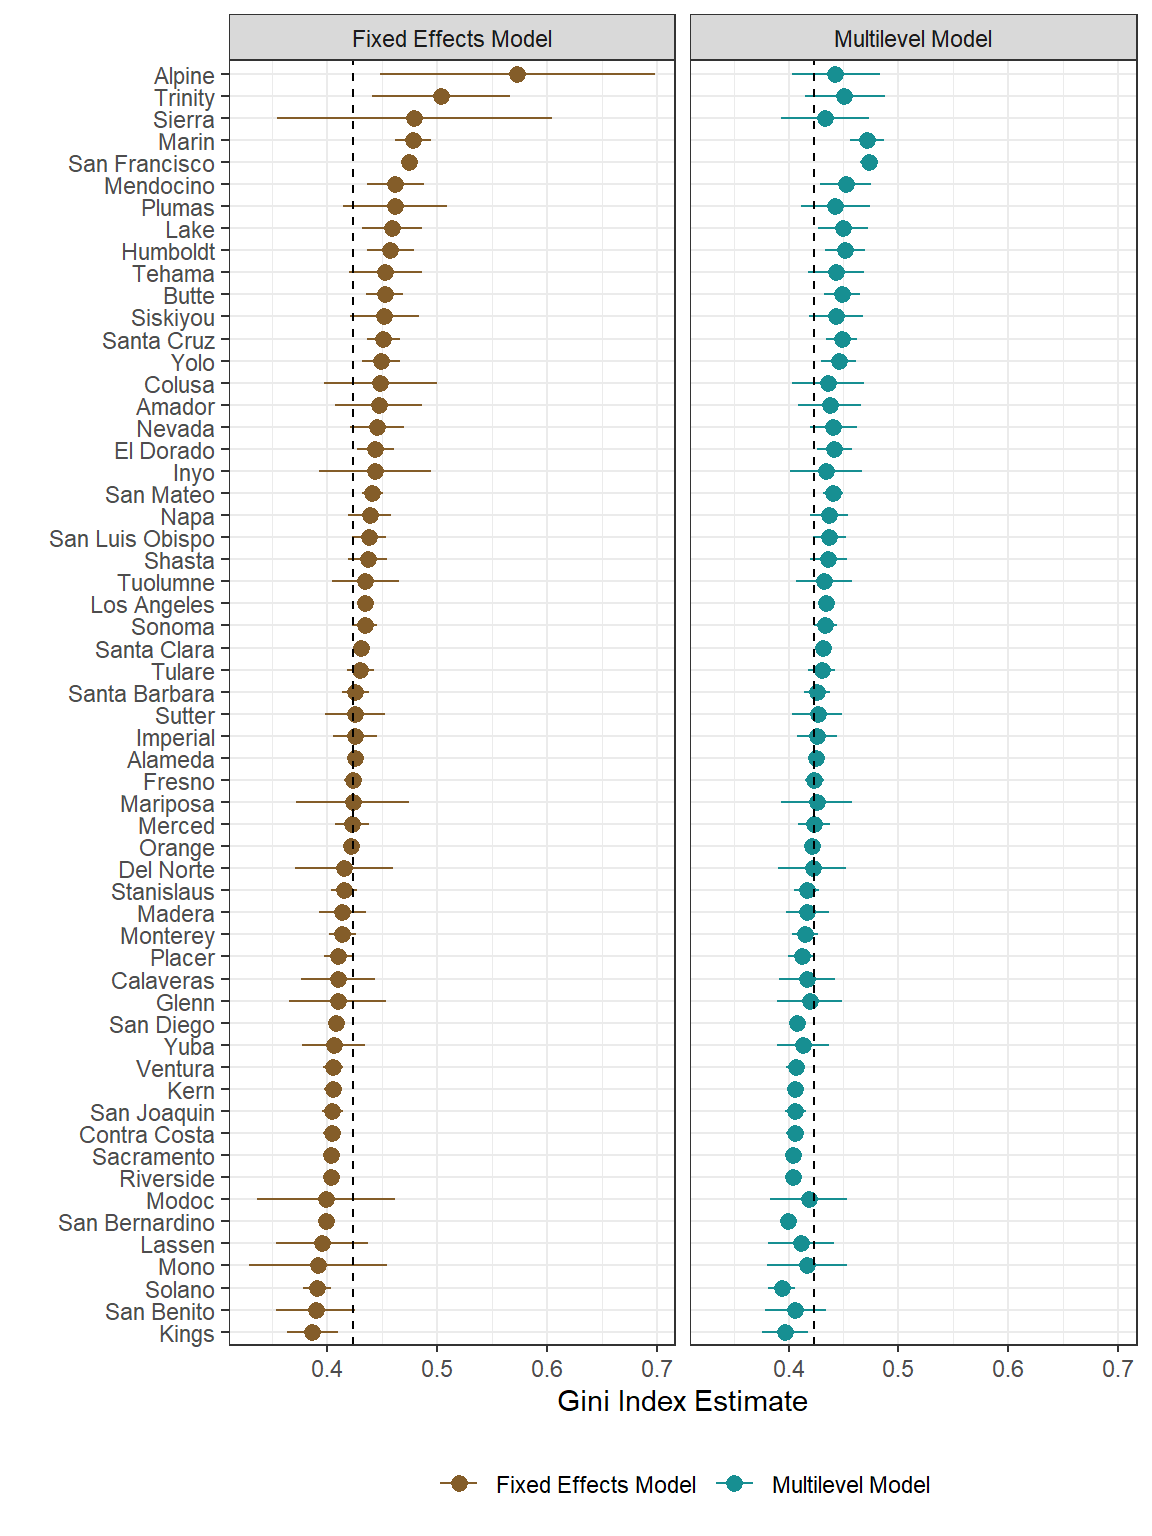 Fixed Effects Model
Multilevel Model
Alpine
Trinity
Sierra
Marin
San Francisco
Mendocino
Plumas
Lake
Humboldt
Tehama
Butte
Siskiyou
Santa Cruz
Yolo
Colusa
Amador
Nevada
El Dorado
Inyo
San Mateo
Napa
San Luis Obispo
Shasta
Tuolumne
Los Angeles
Sonoma
Santa Clara
Tulare
Santa Barbara
Sutter
Imperial
Alameda
Fresno
Mariposa
Merced
Orange
Del Norte
Stanislaus
Madera
Monterey
Placer
Calaveras
Glenn
San Diego
Yuba
Ventura
Kern
San Joaquin
Contra Costa
Sacramento
Riverside
Modoc
San Bernardino
Lassen
Mono
Solano
San Benito
Kings
0.4 0.5 0.6 0.7 0.4 0.5 0.6 0.7
Gini Index Estimate
Fixed Effects Model Multilevel Model